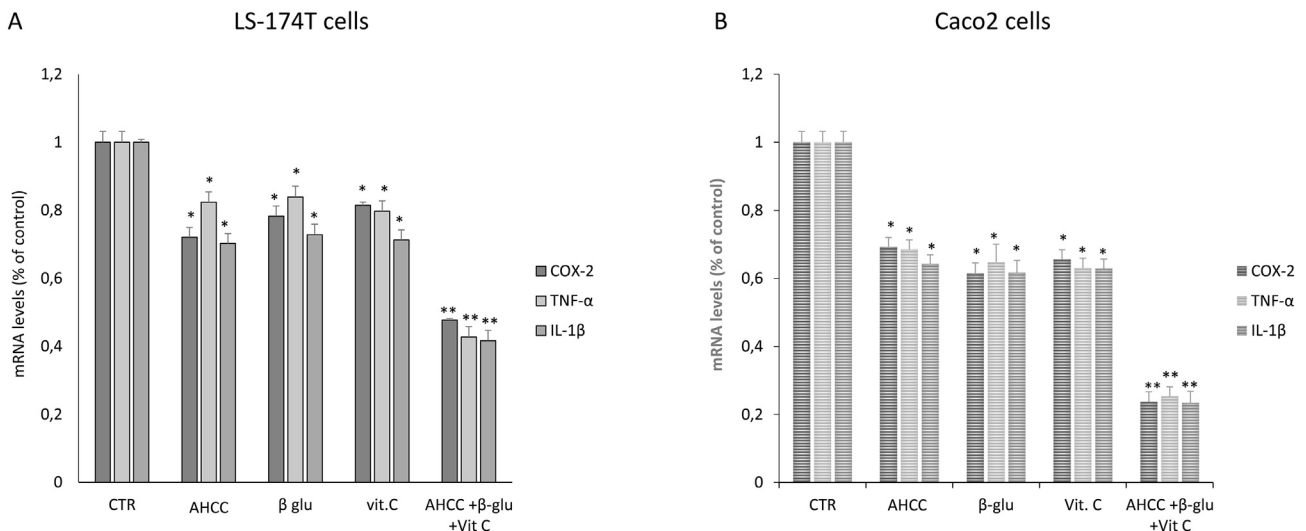 A
LS-174T cells
1,2
1
0,8
0,6
0,4
0,2
0
mRNA levels (% of control)
*
*
*
*
*
*
*
*
*
**
**
**
CTR
AHCC
β glu
vit.C
AHCC +β-glu
+Vit C
COX-2
TNF-α
IL-1β
B
Caco2 cells
1,2
1
0,8
0,6
0,4
0,2
0
mRNA levels (% of control)
*
*
*
*
*
*
*
*
*
**
**
**
CTR
AHCC
β-glu
Vit. C
AHCC +β-glu
+Vit C
COX-2
TNF-α
IL-1β